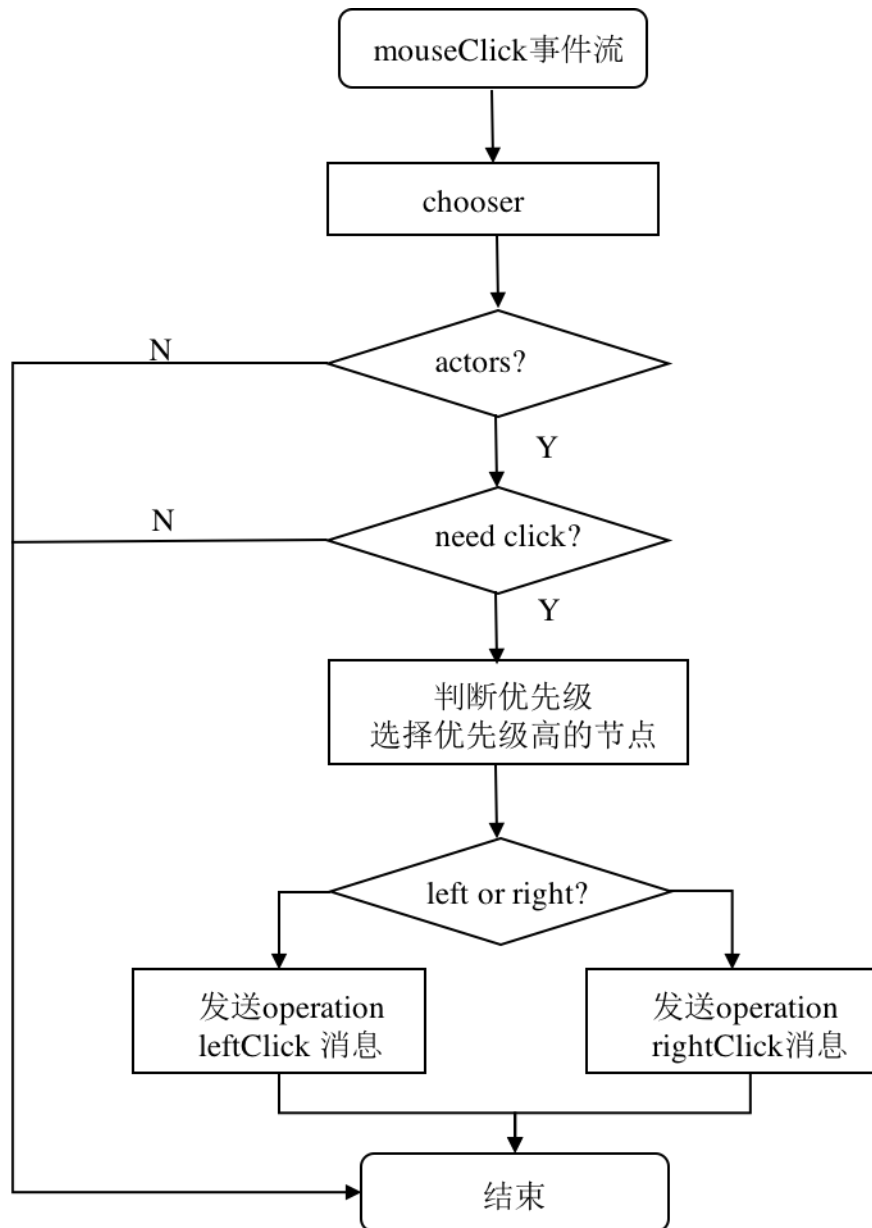 mouseClick事件流
chooser
N
actors?
Y
N
need click?
Y
判断优先级
选择优先级高的节点
left or right?
发送operation
leftClick 消息
发送operation
rightClick消息
结束